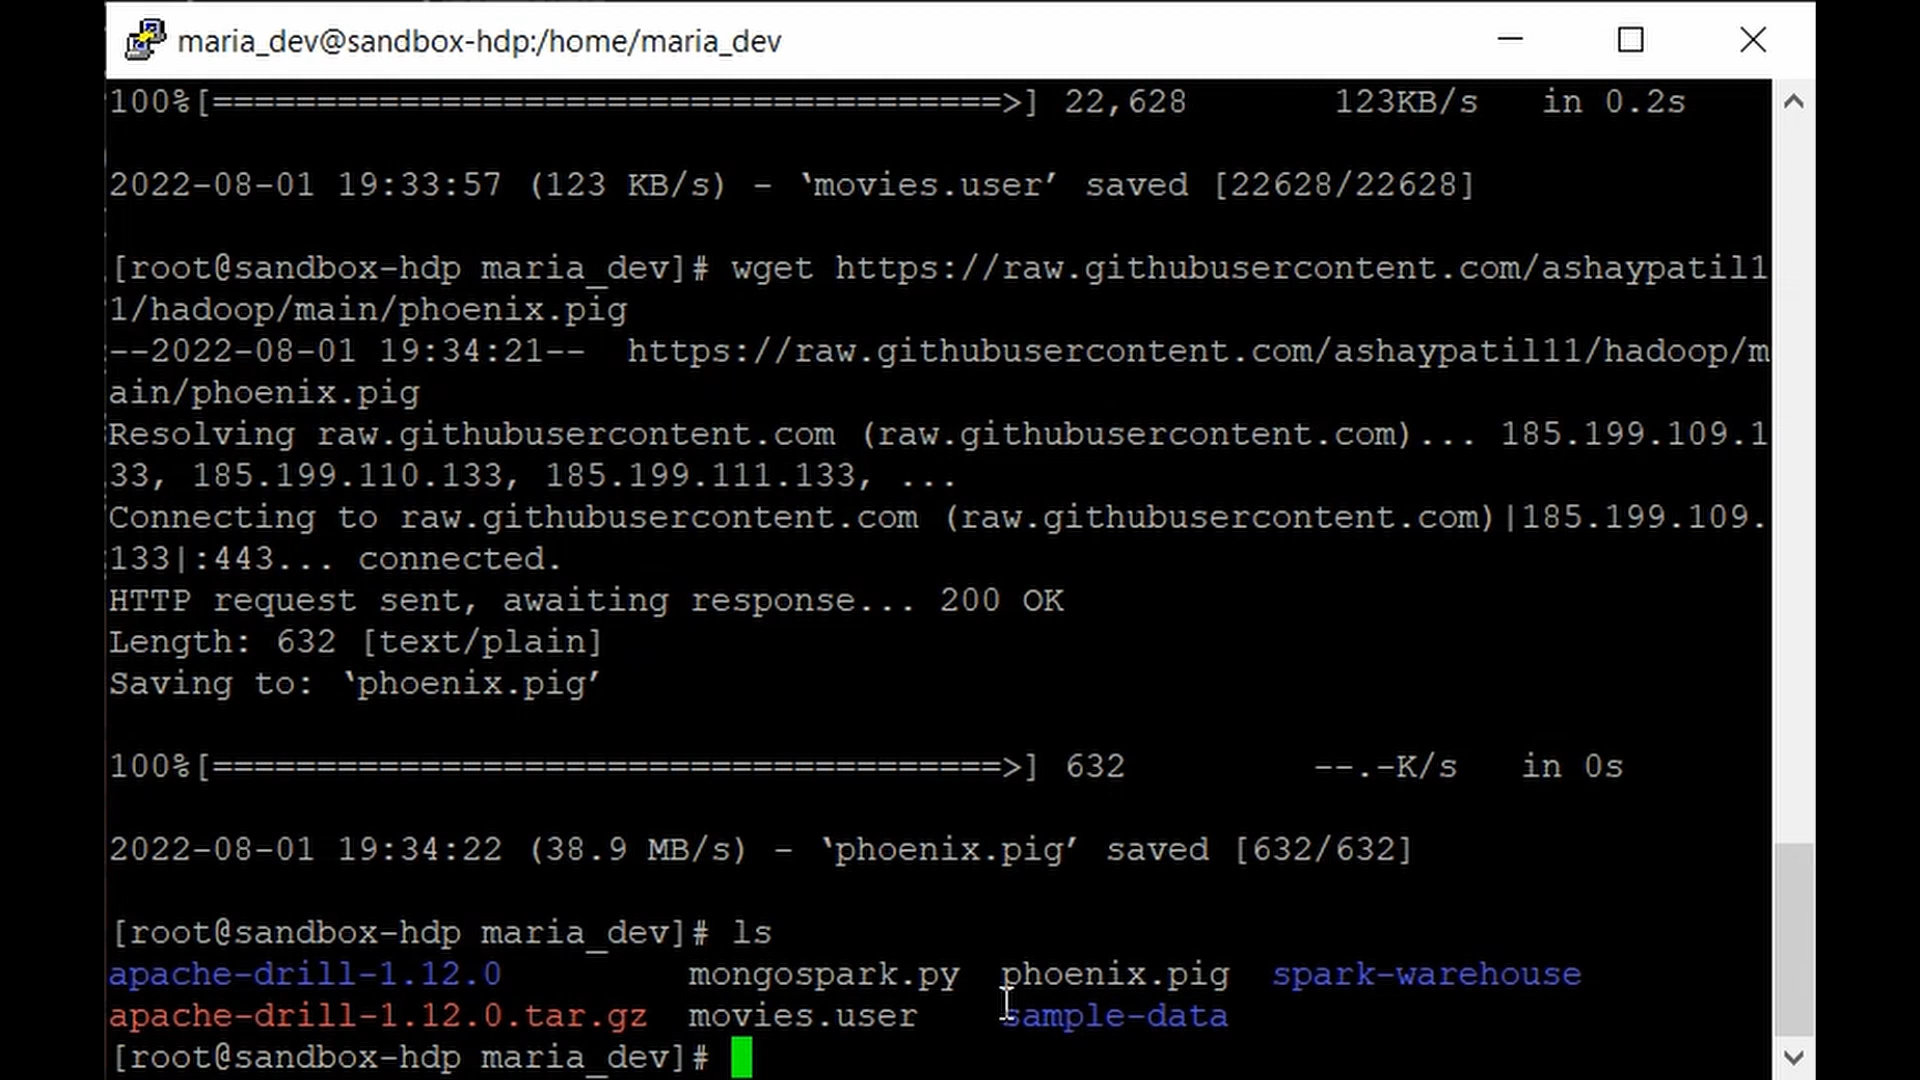 maria_dev@sandbox-hdp:/home/maria_dev
100%[======================================>] 22,628 123KB/s in 0.2s
2022-08-01 19:33:57 (123 KB/s) - ‘movies.user’ saved [22628/22628]
[root@sandbox-hdp maria_dev]# wget https://raw.githubusercontent.com/ashaypatil1
1/hadoop/main/phoenix.pig
--2022-08-01 19:34:21-- https://raw.githubusercontent.com/ashaypatil11/hadoop/m
ain/phoenix.pig
Resolving raw.githubusercontent.com (raw.githubusercontent.com)... 185.199.109.1
33, 185.199.110.133, 185.199.111.133, ...
Connecting to raw.githubusercontent.com (raw.githubusercontent.com)|185.199.109.
133|:443... connected.
HTTP request sent, awaiting response... 200 OK
Length: 632 [text/plain]
Saving to: ‘phoenix.pig’
100%[======================================>] 632 --.-K/s in 0s
2022-08-01 19:34:22 (38.9 MB/s) - ‘phoenix.pig’ saved [632/632]
[root@sandbox-hdp maria_dev]# ls
apache-drill-1.12.0 mongospark.py phoenix.pig spark-warehouse
apache-drill-1.12.0.tar.gz movies.user sample-data
[root@sandbox-hdp maria_dev]#